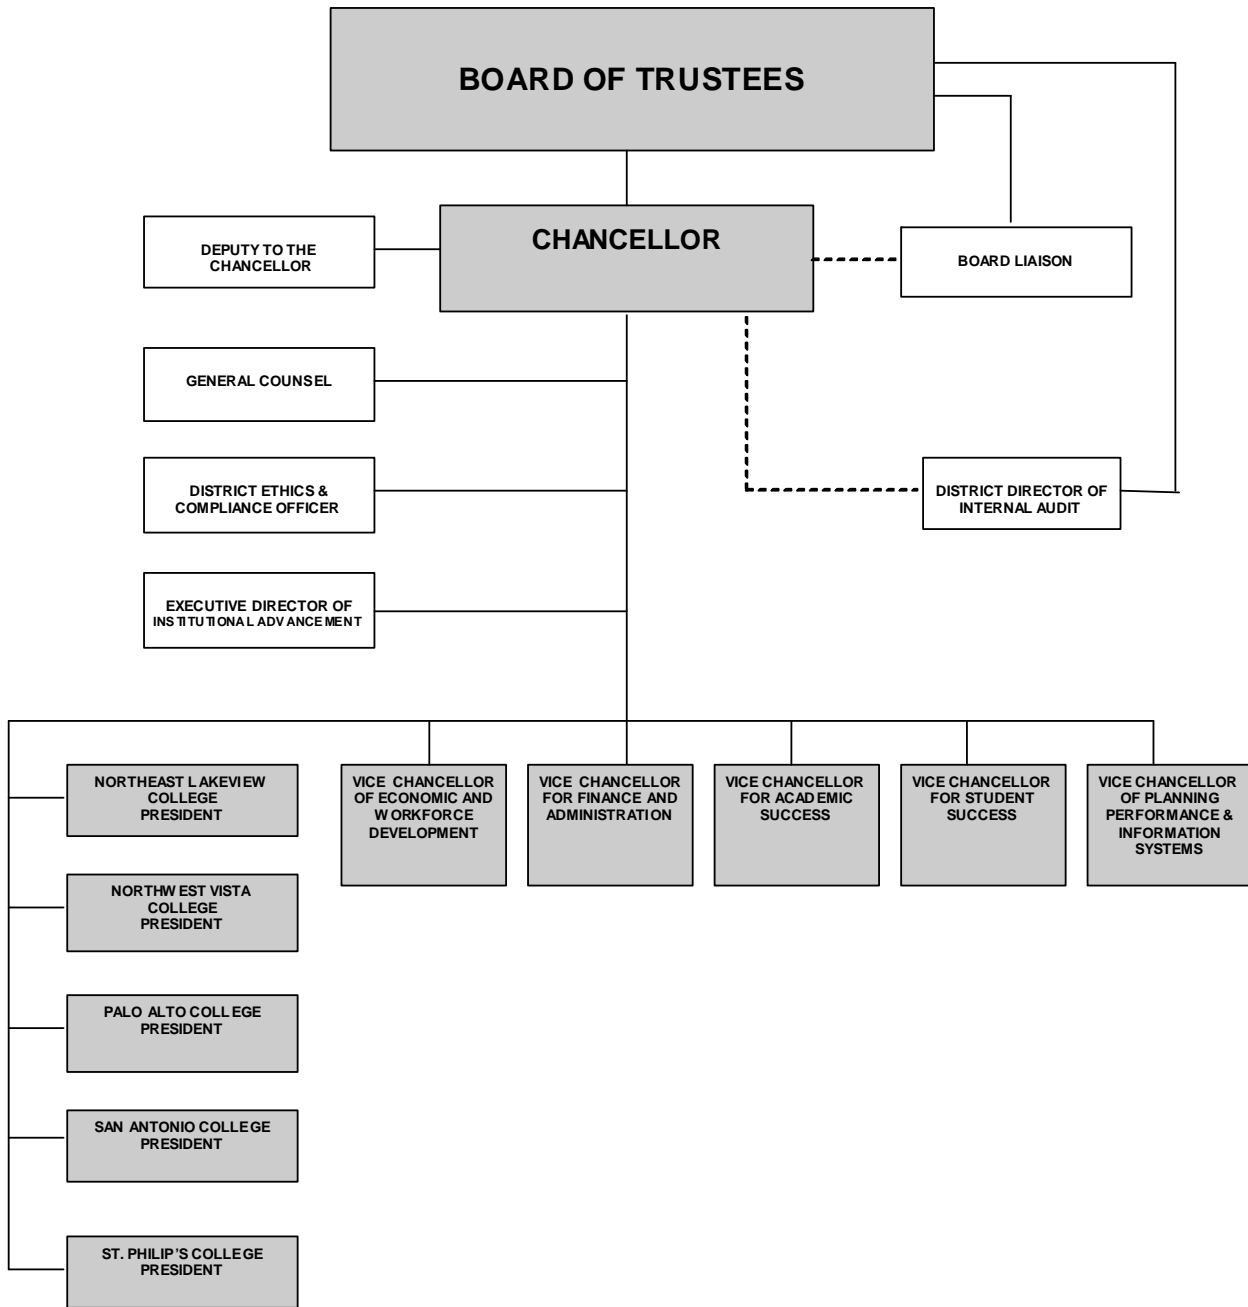 BOARD OF TRUSTEES
CHANCELLOR
DEPUTY TO THE
CHANCELLOR
BOARD LIAISON
GENERAL COUNSEL
DISTRICT ETHICS &
COMPLIANCE OFFICER
DISTRICT DIRECTOR OF
INTERNAL AUDIT
EXECUTIVE DIRECTOR OF
INSTITUTIONAL ADVANCEMENT
NORTHEAST LAKEVIEW
COLLEGE
PRESIDENT
VICE CHANCELLOR
OF ECONOMIC AND
WORKFORCE
DEVELOPMENT
VICE CHANCELLOR
FOR FINANCE AND
ADMINISTRATION
VICE CHANCELLOR
FOR ACADEMIC
SUCCESS
VICE CHANCELLOR
FOR STUDENT
SUCCESS
VICE CHANCELLOR
OF PLANNING
PERFORMANCE &
INFORMATION
SYSTEMS
NORTHWEST VISTA
COLLEGE
PRESIDENT
PALO ALTO COLLEGE
PRESIDENT
SAN ANTONIO COLLEGE
PRESIDENT
ST. PHILIP'S COLLEGE
PRESIDENT